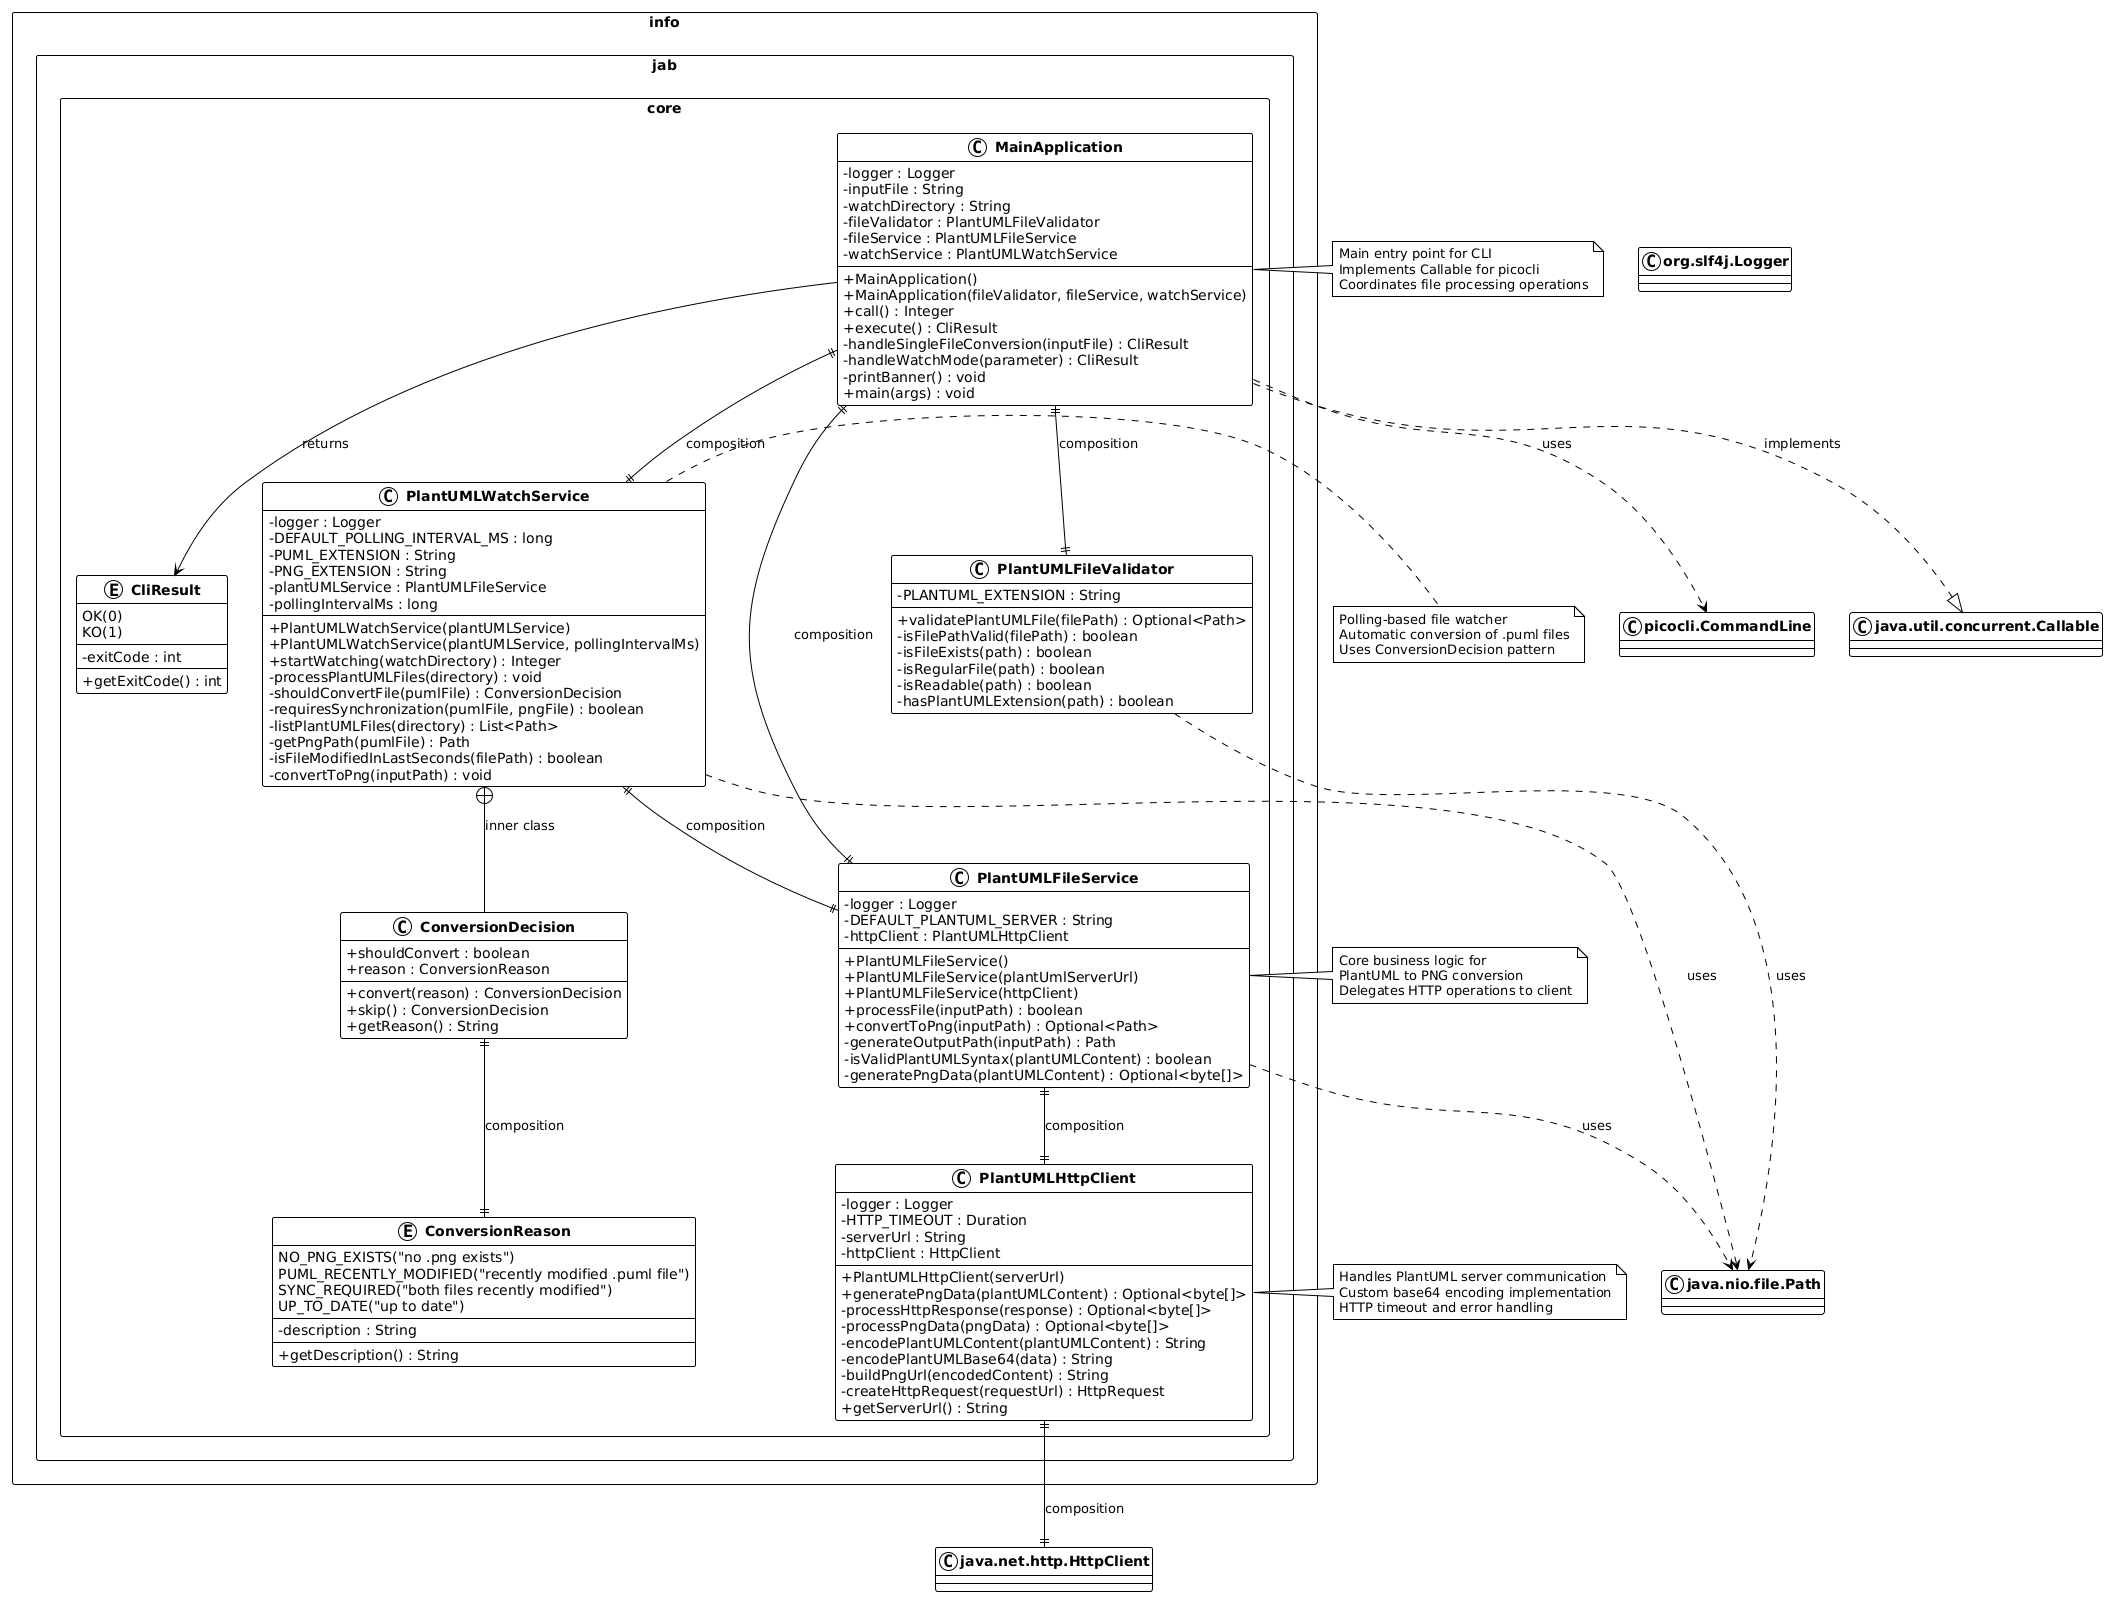 info
jab
core
C MainApplication
-logger : Logger
-inputFile : String
-watchDirectory : String
-fileValidator : PlantUMLFileValidator
-fileService : PlantUMLFileService
-watchService : PlantUMLWatchService
+MainApplication()
+MainApplication(fileValidator, fileService, watchService)
+call() : Integer
+execute() : CliResult
-handleSingleFileConversion(inputFile) : CliResult
-handleWatchMode(parameter) : CliResult
-printBanner() : void
+main(args) : void
Main entry point for CLI
Implements Callable for picocli
Coordinates file processing operations
C org.slf4j.Logger
returns
composition
composition
uses
implements
C PlantUMLWatchService
-logger : Logger
-DEFAULT_POLLING_INTERVAL_MS : long
-PUML_EXTENSION : String
-PNG_EXTENSION : String
-plantUMLService : PlantUMLFileService
-pollingIntervalMs : long
+PlantUMLWatchService(plantUMLService)
+PlantUMLWatchService(plantUMLService, pollingIntervalMs)
+startWatching(watchDirectory) : Integer
-processPlantUMLFiles(directory) : void
-shouldConvertFile(pumlFile) : ConversionDecision
-requiresSynchronization(pumlFile, pngFile) : boolean
-listPlantUMLFiles(directory) : List<Path>
-getPngPath(pumlFile) : Path
-isFileModifiedInLastSeconds(filePath) : boolean
-convertToPng(inputPath) : void
E CliResult
OK(0)
KO(1)
-exitCode : int
+getExitCode() : int
composition
C PlantUMLFileValidator
-PLANTUML_EXTENSION : String
+validatePlantUMLFile(filePath) : Optional<Path>
-isFilePathValid(filePath) : boolean
-isFileExists(path) : boolean
-isRegularFile(path) : boolean
-isReadable(path) : boolean
-hasPlantUMLExtension(path) : boolean
Polling-based file watcher
Automatic conversion of .puml files
Uses ConversionDecision pattern
C picocli.CommandLine
C java.util.concurrent.Callable
inner class
composition
C ConversionDecision
+shouldConvert : boolean
+reason : ConversionReason
+convert(reason) : ConversionDecision
+skip() : ConversionDecision
+getReason() : String
C PlantUMLFileService
-logger : Logger
-DEFAULT_PLANTUML_SERVER : String
-httpClient : PlantUMLHttpClient
+PlantUMLFileService()
+PlantUMLFileService(plantUmlServerUrl)
+PlantUMLFileService(httpClient)
+processFile(inputPath) : boolean
+convertToPng(inputPath) : Optional<Path>
-generateOutputPath(inputPath) : Path
-isValidPlantUMLSyntax(plantUMLContent) : boolean
-generatePngData(plantUMLContent) : Optional<byte[]>
Core business logic for
PlantUML to PNG conversion
Delegates HTTP operations to client
uses
uses
composition
composition
uses
E ConversionReason
NO_PNG_EXISTS("no .png exists")
PUML_RECENTLY_MODIFIED("recently modified .puml file")
SYNC_REQUIRED("both files recently modified")
UP_TO_DATE("up to date")
-description : String
+getDescription() : String
C PlantUMLHttpClient
-logger : Logger
-HTTP_TIMEOUT : Duration
-serverUrl : String
-httpClient : HttpClient
+PlantUMLHttpClient(serverUrl)
+generatePngData(plantUMLContent) : Optional<byte[]>
-processHttpResponse(response) : Optional<byte[]>
-processPngData(pngData) : Optional<byte[]>
-encodePlantUMLContent(plantUMLContent) : String
-encodePlantUMLBase64(data) : String
-buildPngUrl(encodedContent) : String
-createHttpRequest(requestUrl) : HttpRequest
+getServerUrl() : String
Handles PlantUML server communication
Custom base64 encoding implementation
HTTP timeout and error handling
C java.nio.file.Path
composition
C java.net.http.HttpClient